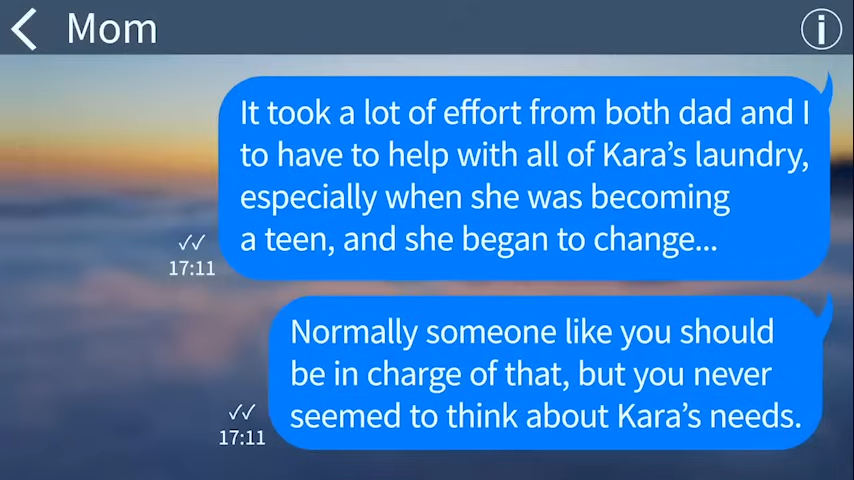 Mom
It took a lot of effort from both dad and I
to have to help with all of Kara’s laundry,
especially when she was becoming
a teen, and she began to change...
17:11
Normally someone like you should
be in charge of that, but you never
seemed to think about Kara’s needs.
17:11